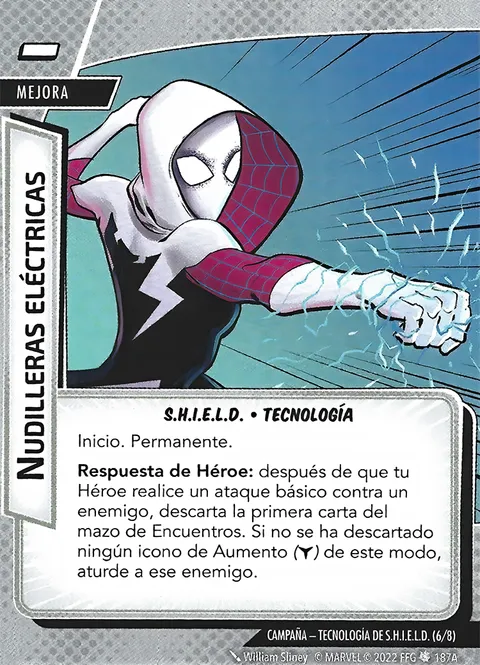 MEJORA
NUDILLERAS ELÉCTRICAS
S.H.I.E.L.D. • TECNOLOGÍA
Inicio. Permanente.
Respuesta de Héroe: después de que tu
Héroe realice un ataque básico contra un
enemigo, descarta la primera carta del
mazo de Encuentros. Si no se ha descartado
ningún icono de Aumento () de este modo,
aturde a ese enemigo.
CAMPAÑA – TECNOLOGÍA DE S.H.I.E.L.D. (6/8)
William Sliney © MARVEL © 2022 FFG 187A